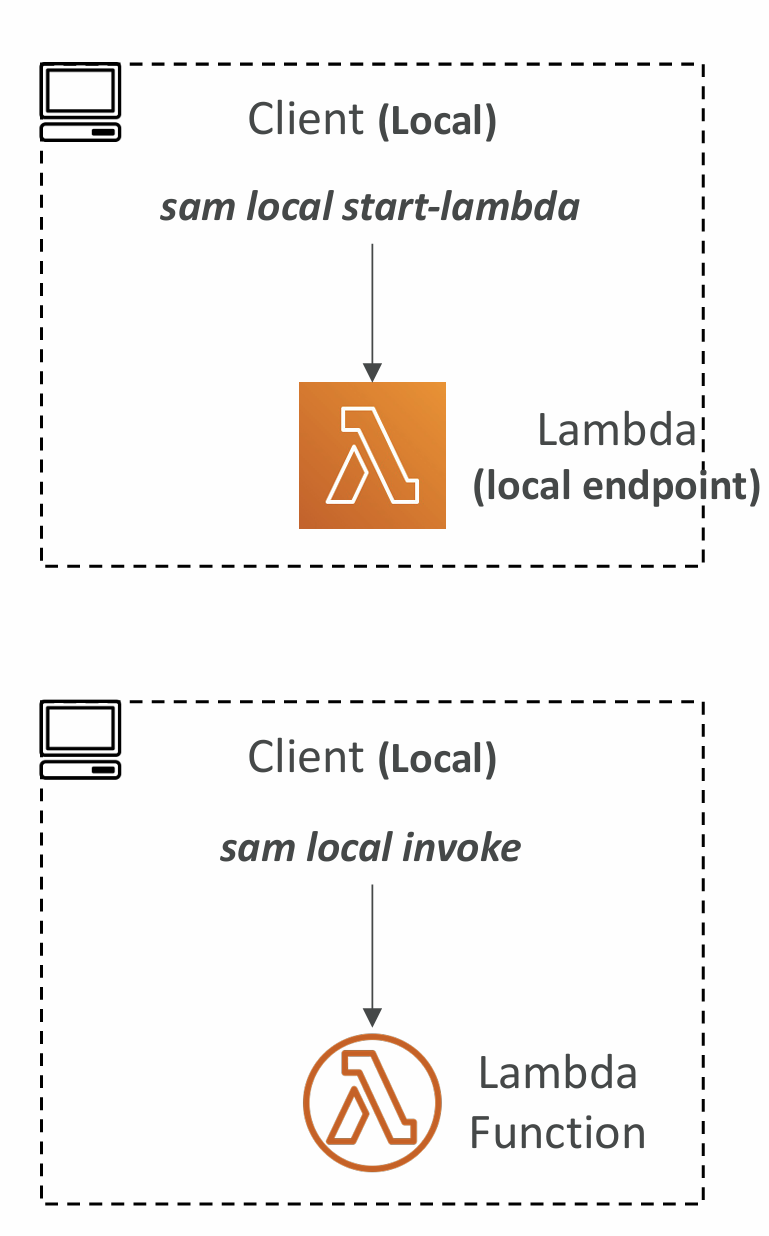 Client (Local)
sam local start-lambda
Lambda
(local endpoint)
Client (Local)
sam local invoke
Lambda
Function